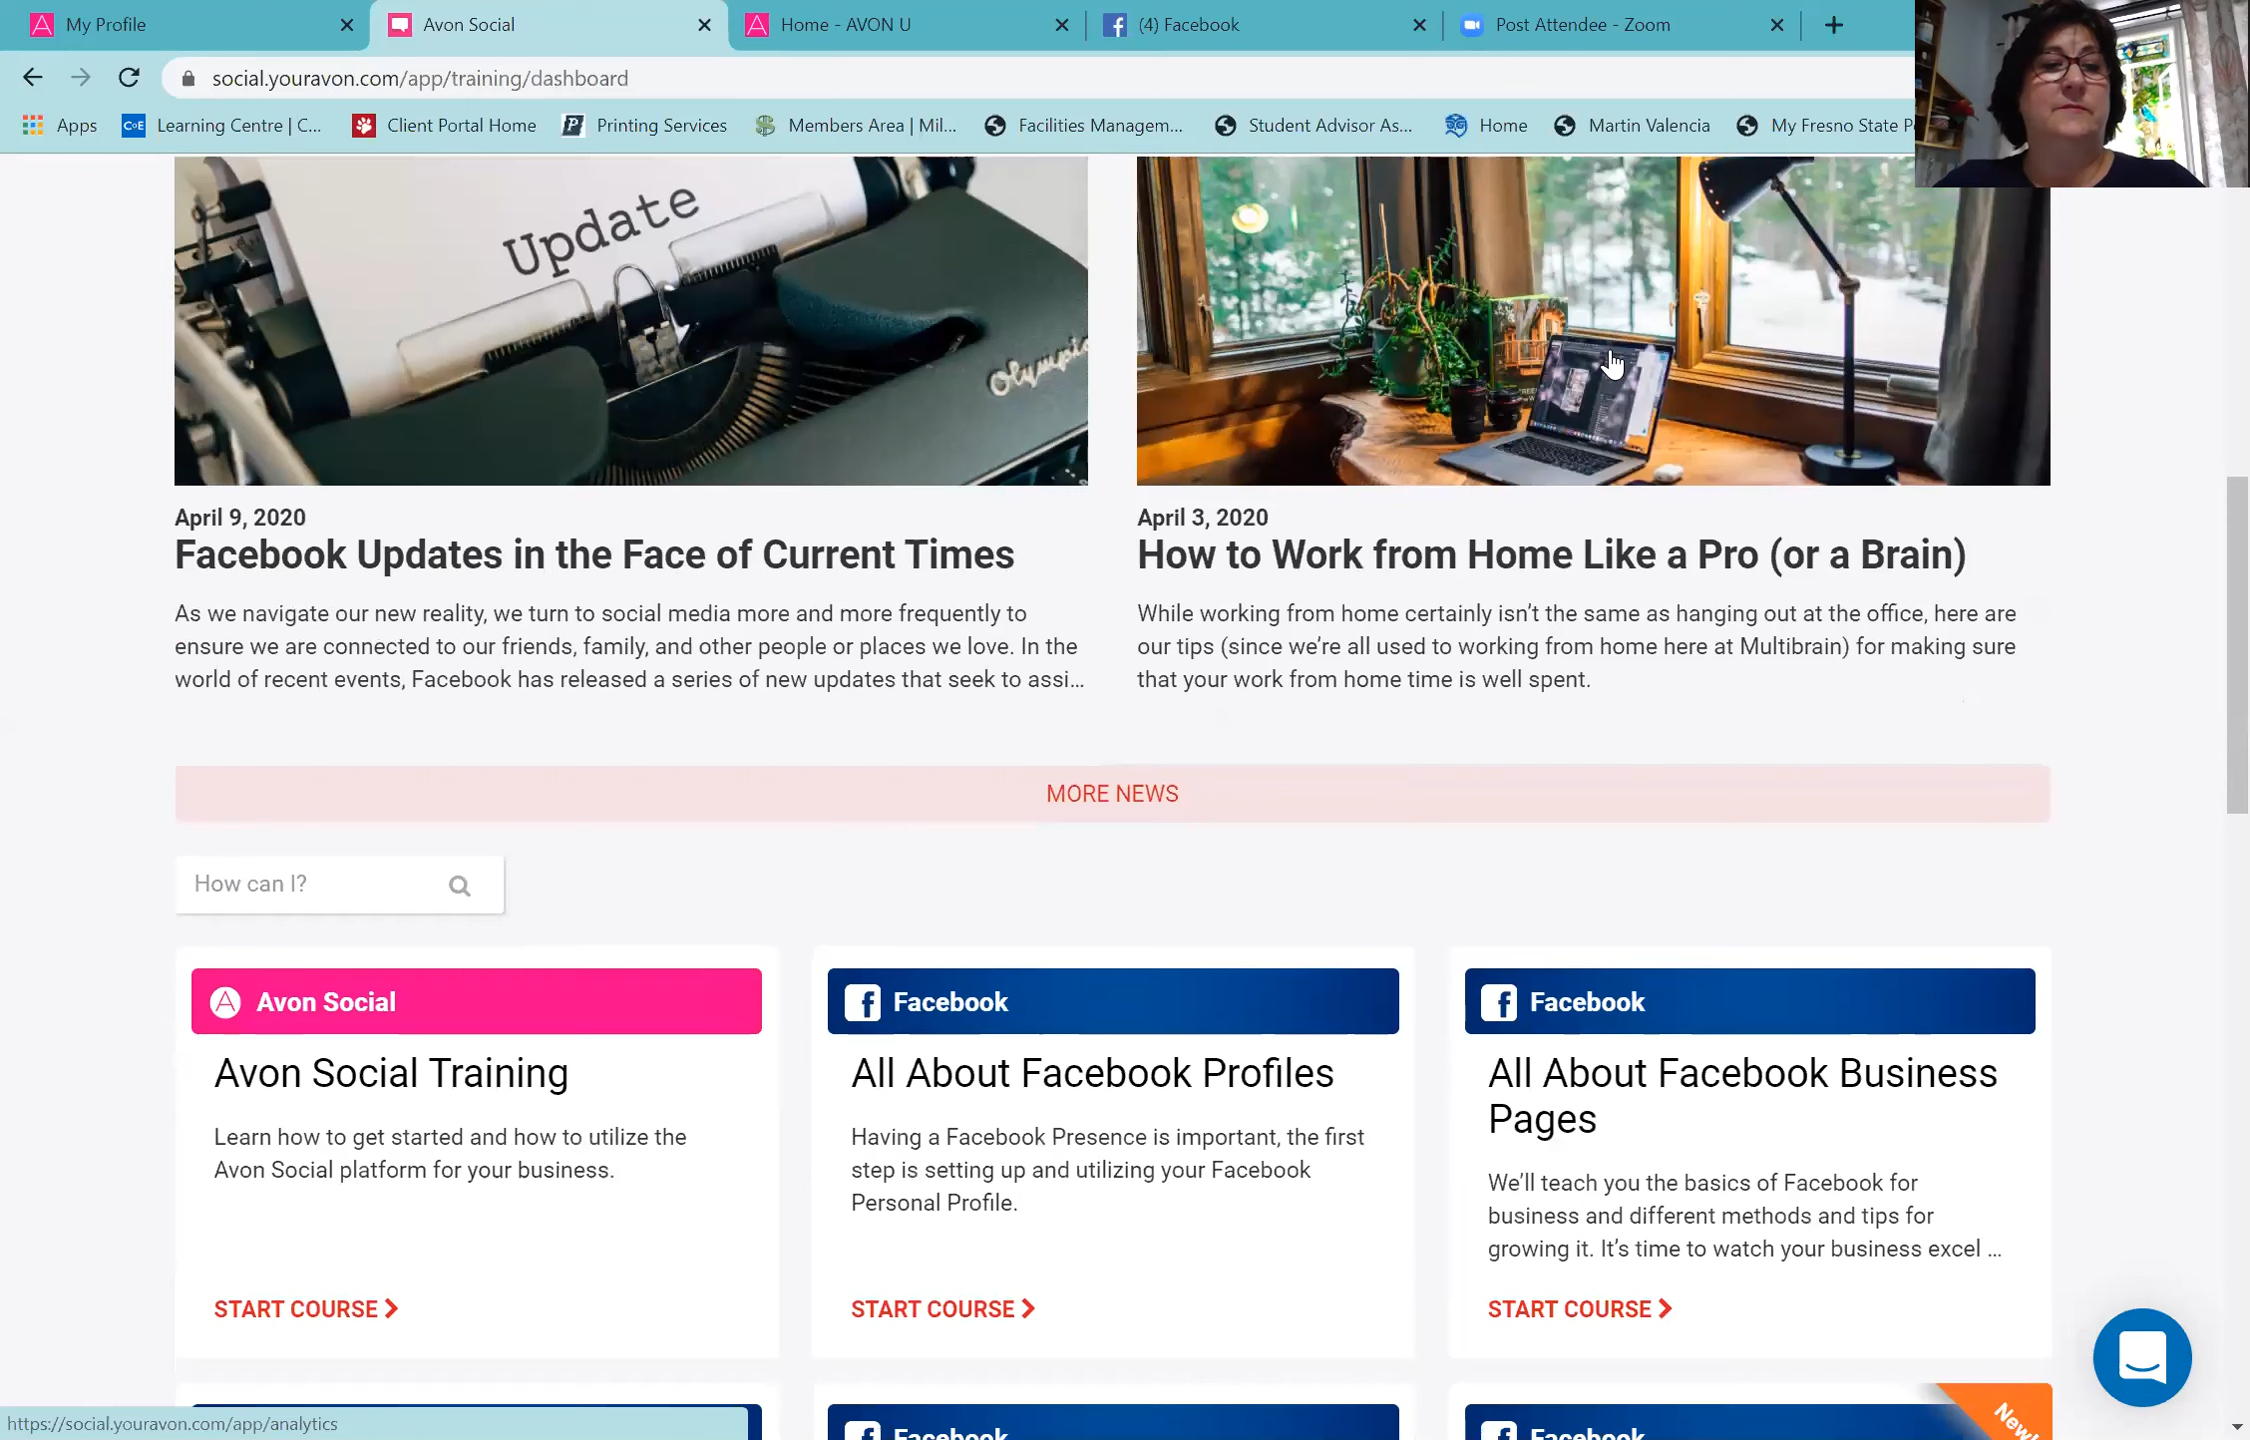 My Profile
Avon Social
Home - AVON U
(4) Facebook
Post Attendee - Zoom
social.youravon.com/app/training/dashboard
Apps
CoE
Learning Centre | C...
Client Portal Home
Printing Services
Members Area | Mil...
Facilities Managem...
Student Advisor As...
Home
Martin Valencia
My Fresno State P
Update
Olympia
April 9, 2020
Facebook Updates in the Face of Current Times
As we navigate our new reality, we turn to social media more and more frequently to
ensure we are connected to our friends, family, and other people or places we love. In the
world of recent events, Facebook has released a series of new updates that seek to assi...
April 3, 2020
How to Work from Home Like a Pro (or a Brain)
While working from home certainly isn't the same as hanging out at the office, here are
our tips (since we're all used to working from home here at Multibrain) for making sure
that your work from home time is well spent.
MORE NEWS
How can I?
Avon Social
Avon Social Training
Learn how to get started and how to utilize the
Avon Social platform for your business.
START COURSE
Facebook
All About Facebook Profiles
Having a Facebook Presence is important, the first
step is setting up and utilizing your Facebook
Personal Profile.
START COURSE
Facebook
All About Facebook Business
Pages
We'll teach you the basics of Facebook for
business and different methods and tips for
growing it. It's time to watch your business excel ...
START COURSE
Facebook
Facebook
New!
https://social.youravon.com/app/analytics